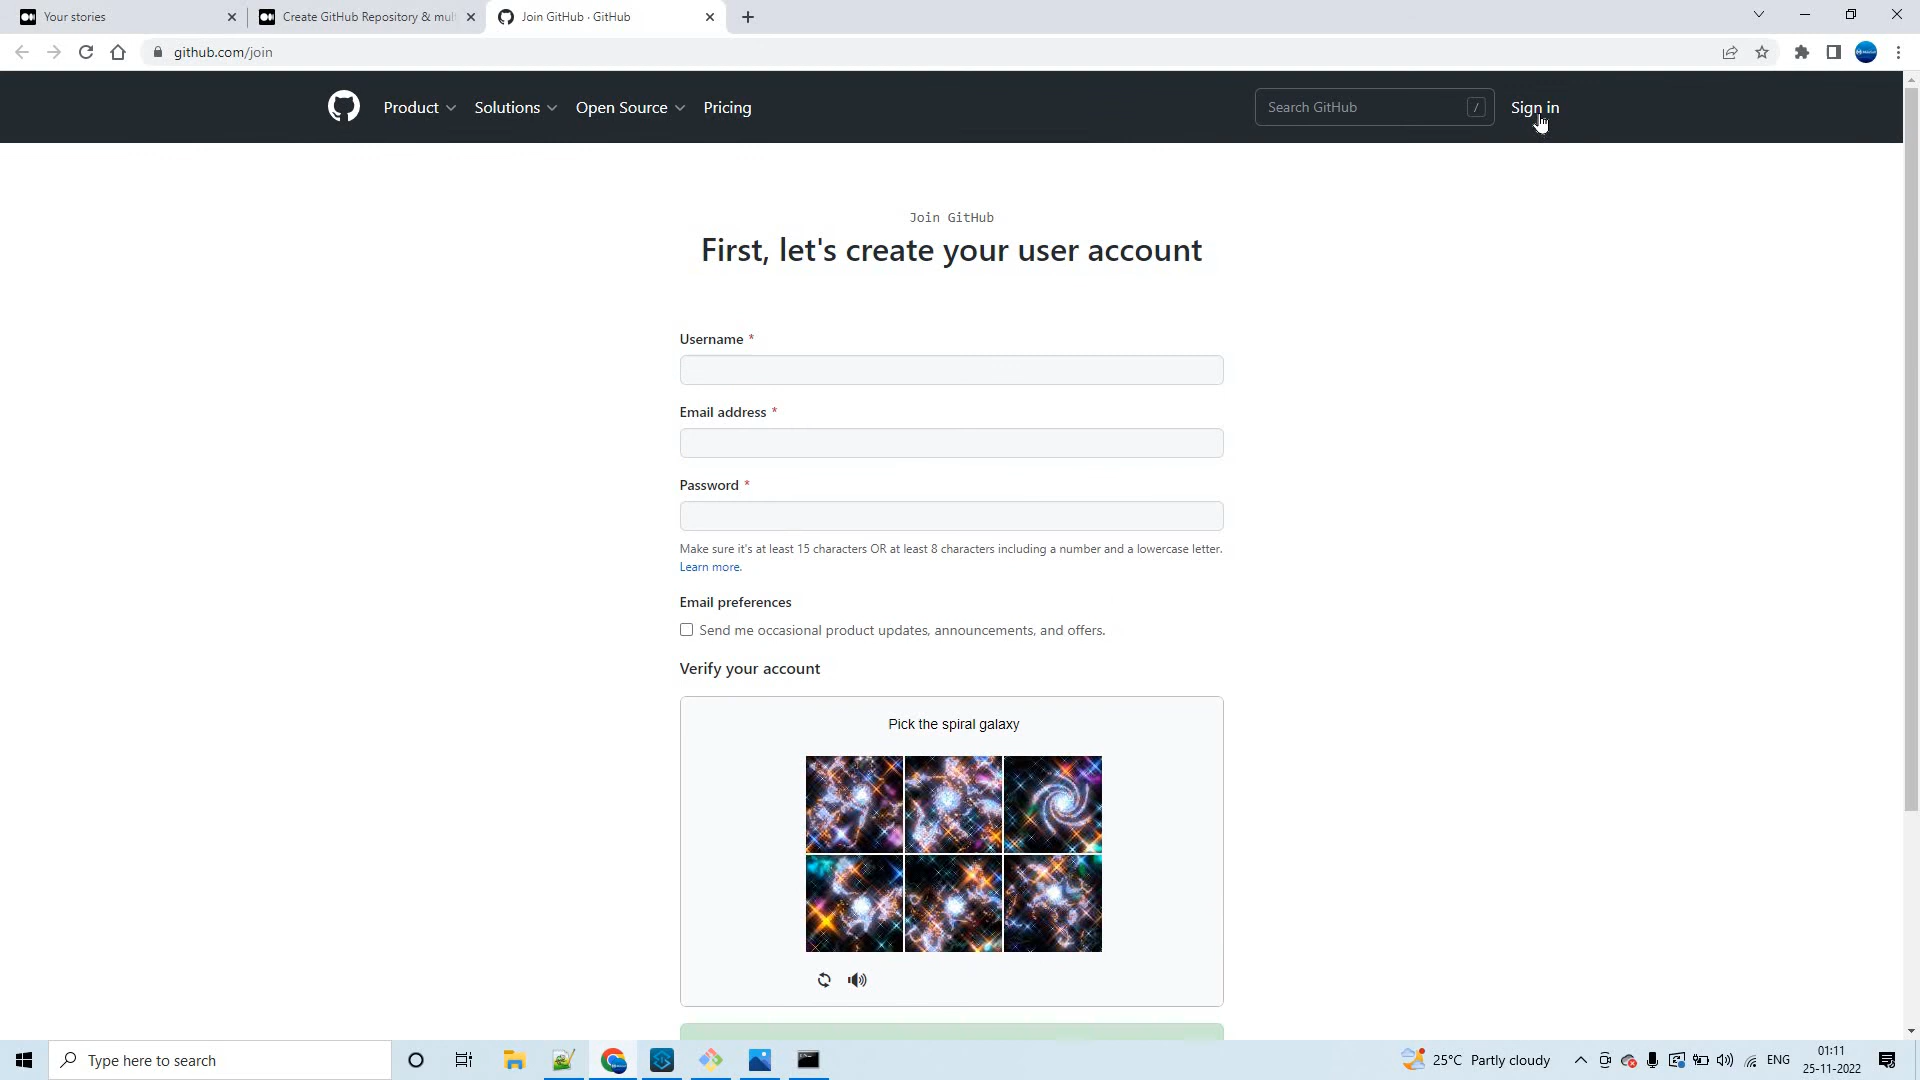 Your stories
Create GitHub Repository & mul
Join GitHub · GitHub
github.com/join
Product
Solutions
Open Source
Pricing
Search GitHub
/
Sign in
Join GitHub
First, let's create your user account
Username *
Email address *
Password *
Make sure it's at least 15 characters OR at least 8 characters including a number and a lowercase letter.
Learn more.
Email preferences
Send me occasional product updates, announcements, and offers.
Verify your account
Pick the spiral galaxy
Type here to search
25°C Partly cloudy
ENG
01:11
25-11-2022